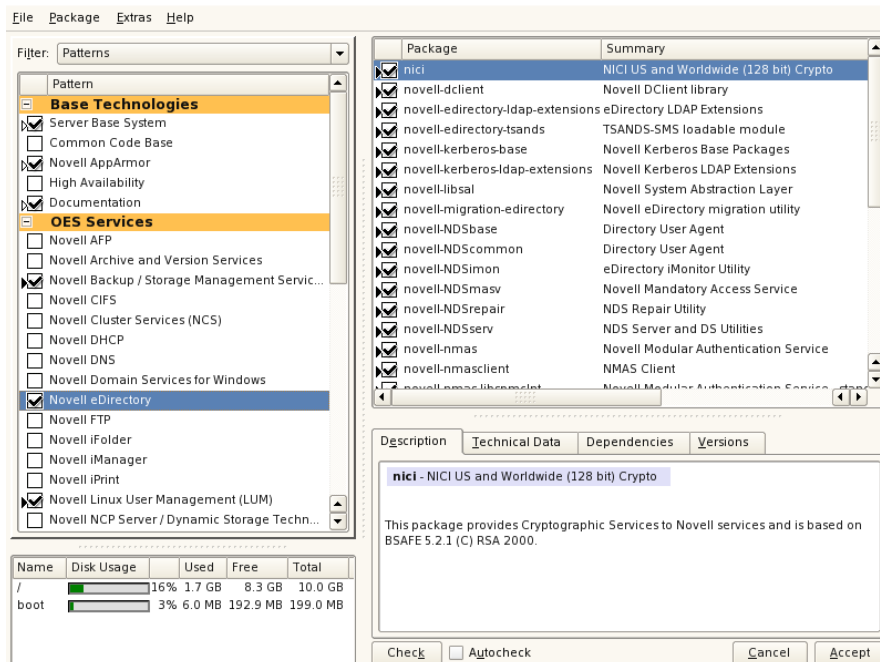 File Package Extras Help
Filter: Patterns
Pattern
Base Technologies
Server Base System
Common Code Base
Novell AppArmor
High Availability
Documentation
OES Services
Novell AFP
Novell Archive and Version Services
Novell Backup / Storage Management Servic...
Novell CIFS
Novell Cluster Services (NCS)
Novell DHCP
Novell DNS
Novell Domain Services for Windows
Novell eDirectory
Novell FTP
Novell iFolder
Novell iManager
Novell iPrint
Novell Linux User Management (LUM)
Novell NCP Server / Dynamic Storage Techn...
Name Disk Usage Used Free Total
/ 16% 1.7 GB 8.3 GB 10.0 GB
boot 3% 6.0 MB 192.9 MB 199.0 MB
Package Summary
nici NICI US and Worldwide (128 bit) Crypto
novell-dclient Novell DClient library
novell-edirectory-ldap-extensions eDirectory LDAP Extensions
novell-edirectory-tsands TSANDS-SMS loadable module
novell-kerberos-base Novell Kerberos Base Packages
novell-kerberos-ldap-extensions Novell Kerberos LDAP Extensions
novell-libsal Novell System Abstraction Layer
novell-migration-edirectory Novell eDirectory migration utility
novell-NDSbase Directory User Agent
novell-NDScommon Directory User Agent
novell-NDSimon eDirectory iMonitor Utility
novell-NDSmasv Novell Mandatory Access Service
novell-NDSrepair NDS Repair Utility
novell-NDSserv NDS Server and DS Utilities
novell-nmas Novell Modular Authentication Service
novell-nmasclient NMAS Client
Novell Modular Authentication Service
Description Technical Data Dependencies Versions
nici - NICI US and Worldwide (128 bit) Crypto
This package provides Cryptographic Services to Novell services and is based on
BSAFE 5.2.1 (C) RSA 2000.
Check Autocheck Cancel Accept